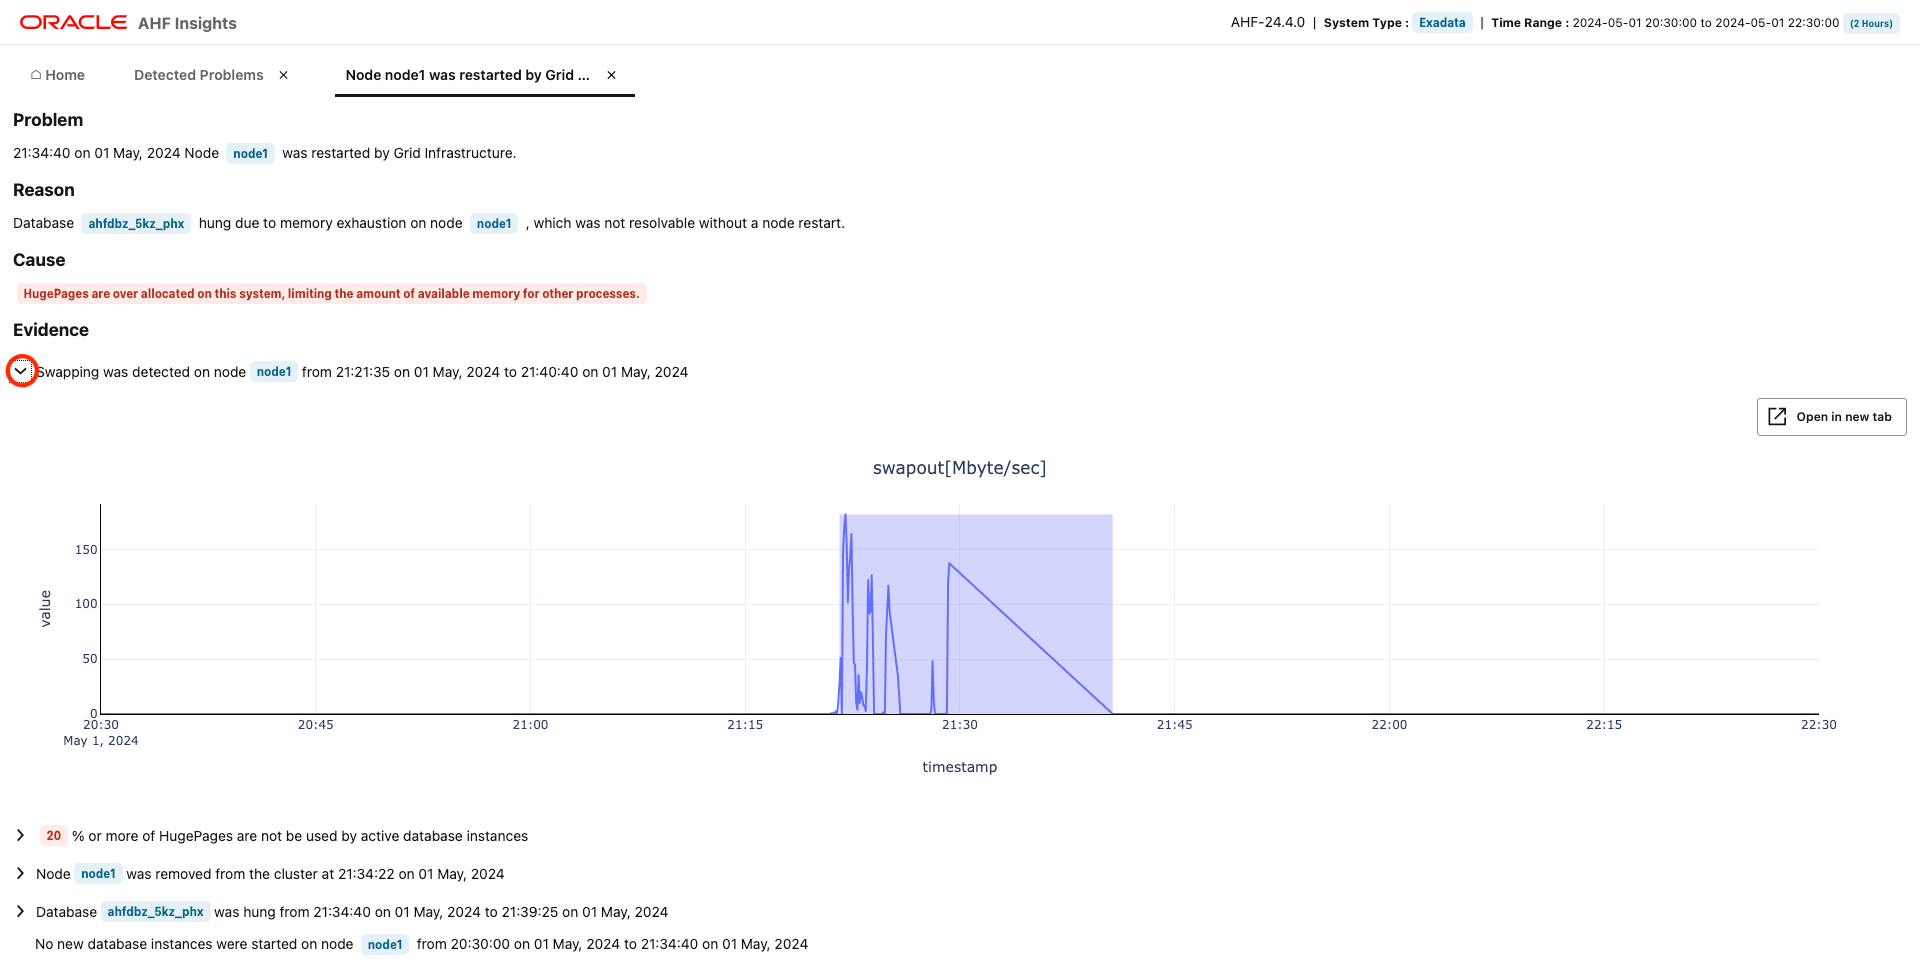 ORACLE AHF Insights
AHF-24.4.0 | System Type : Exadata | Time Range : 2024-05-01 20:30:00 to 2024-05-01 22:30:00 (2 Hours)
Home Detected Problems × Node node1 was restarted by Grid ... ×
Problem
21:34:40 on 01 May, 2024 Node node1 was restarted by Grid Infrastructure.
Reason
Database ahfdbz_5kz_phx hung due to memory exhaustion on node node1 , which was not resolvable without a node restart.
Cause
HugePages are over allocated on this system, limiting the amount of available memory for other processes.
Evidence
Swapping was detected on node node1 from 21:21:35 on 01 May, 2024 to 21:40:40 on 01 May, 2024
Open in new tab
swapout[Mbyte/sec]
150
100
50
0
value
20:30 20:45 21:00 21:15 21:30 21:45 22:00 22:15 22:30
May 1, 2024
timestamp
20 % or more of HugePages are not be used by active database instances
Node node1 was removed from the cluster at 21:34:22 on 01 May, 2024
Database ahfdbz_5kz_phx was hung from 21:34:40 on 01 May, 2024 to 21:39:25 on 01 May, 2024
No new database instances were started on node node1 from 20:30:00 on 01 May, 2024 to 21:34:40 on 01 May, 2024